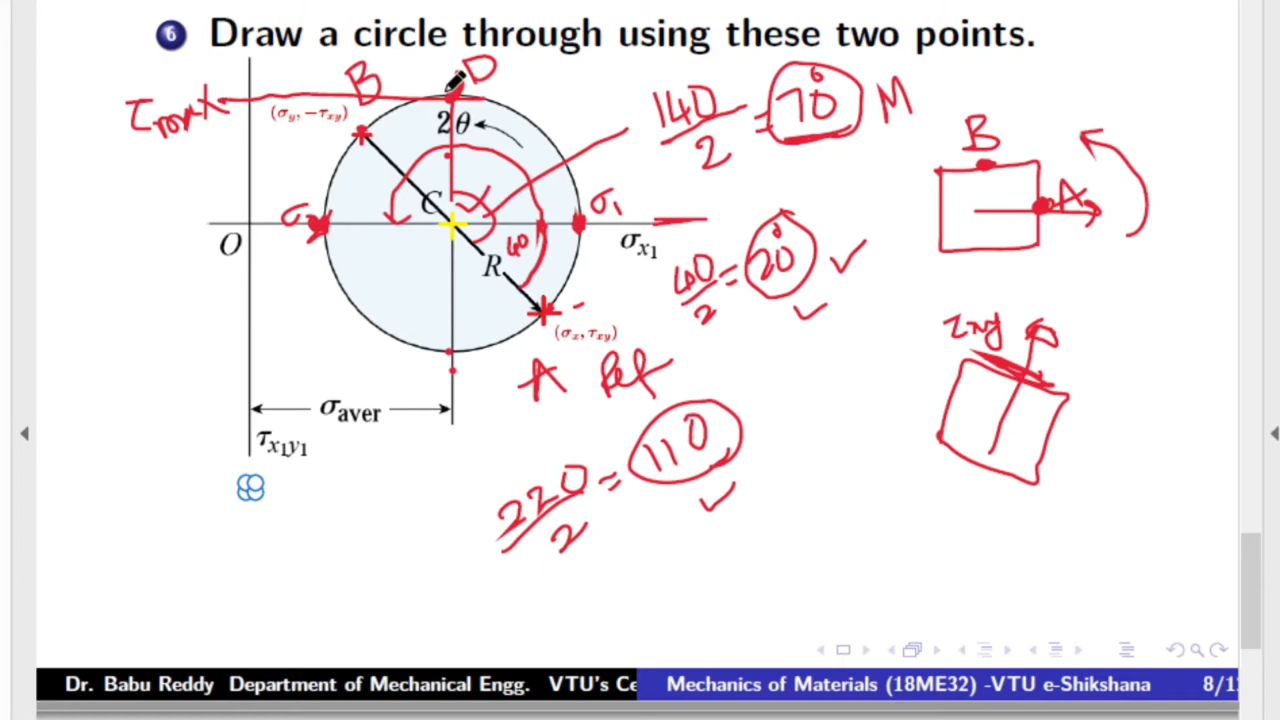 6 Draw a circle through using these two points.
B D
τmax
(σy, −τxy)
2θ
140/2 = 70° M
B
A
C
σ1
O
σx1
40
R
40/2 = 20°
(σx, τxy)
A Ref
σaver
τx1y1
220/2 = 110
Dr. Babu Reddy Department of Mechanical Engg. VTU's Ce
Mechanics of Materials (18ME32) -VTU e-Shikshana 8/1